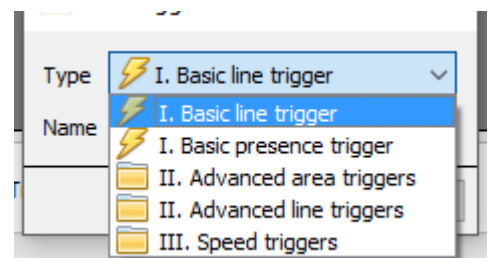 Type I. Basic line trigger
I. Basic line trigger
Name
I. Basic presence trigger
II. Advanced area triggers
II. Advanced line triggers
III. Speed triggers